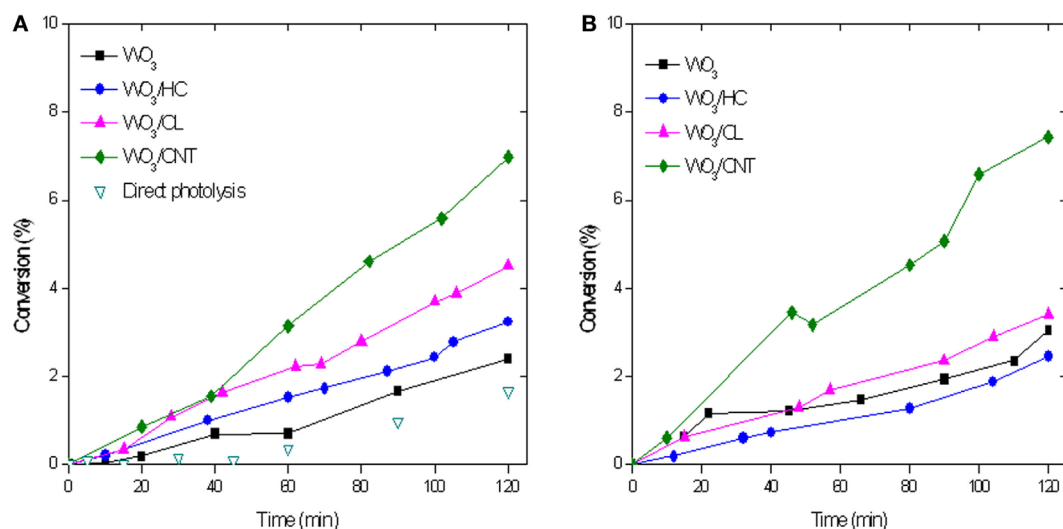 A
10
8
6
4
2
0
Conversion (%)
WO3
WO3/HC
WO3/CL
WO3/CNT
Direct photolysis
0 20 40 60 80 100 120
Time (min)
B
10
8
6
4
2
0
Conversion (%)
WO3
WO3/HC
WO3/CL
WO3/CNT
0 20 40 60 80 100 120
Time (min)